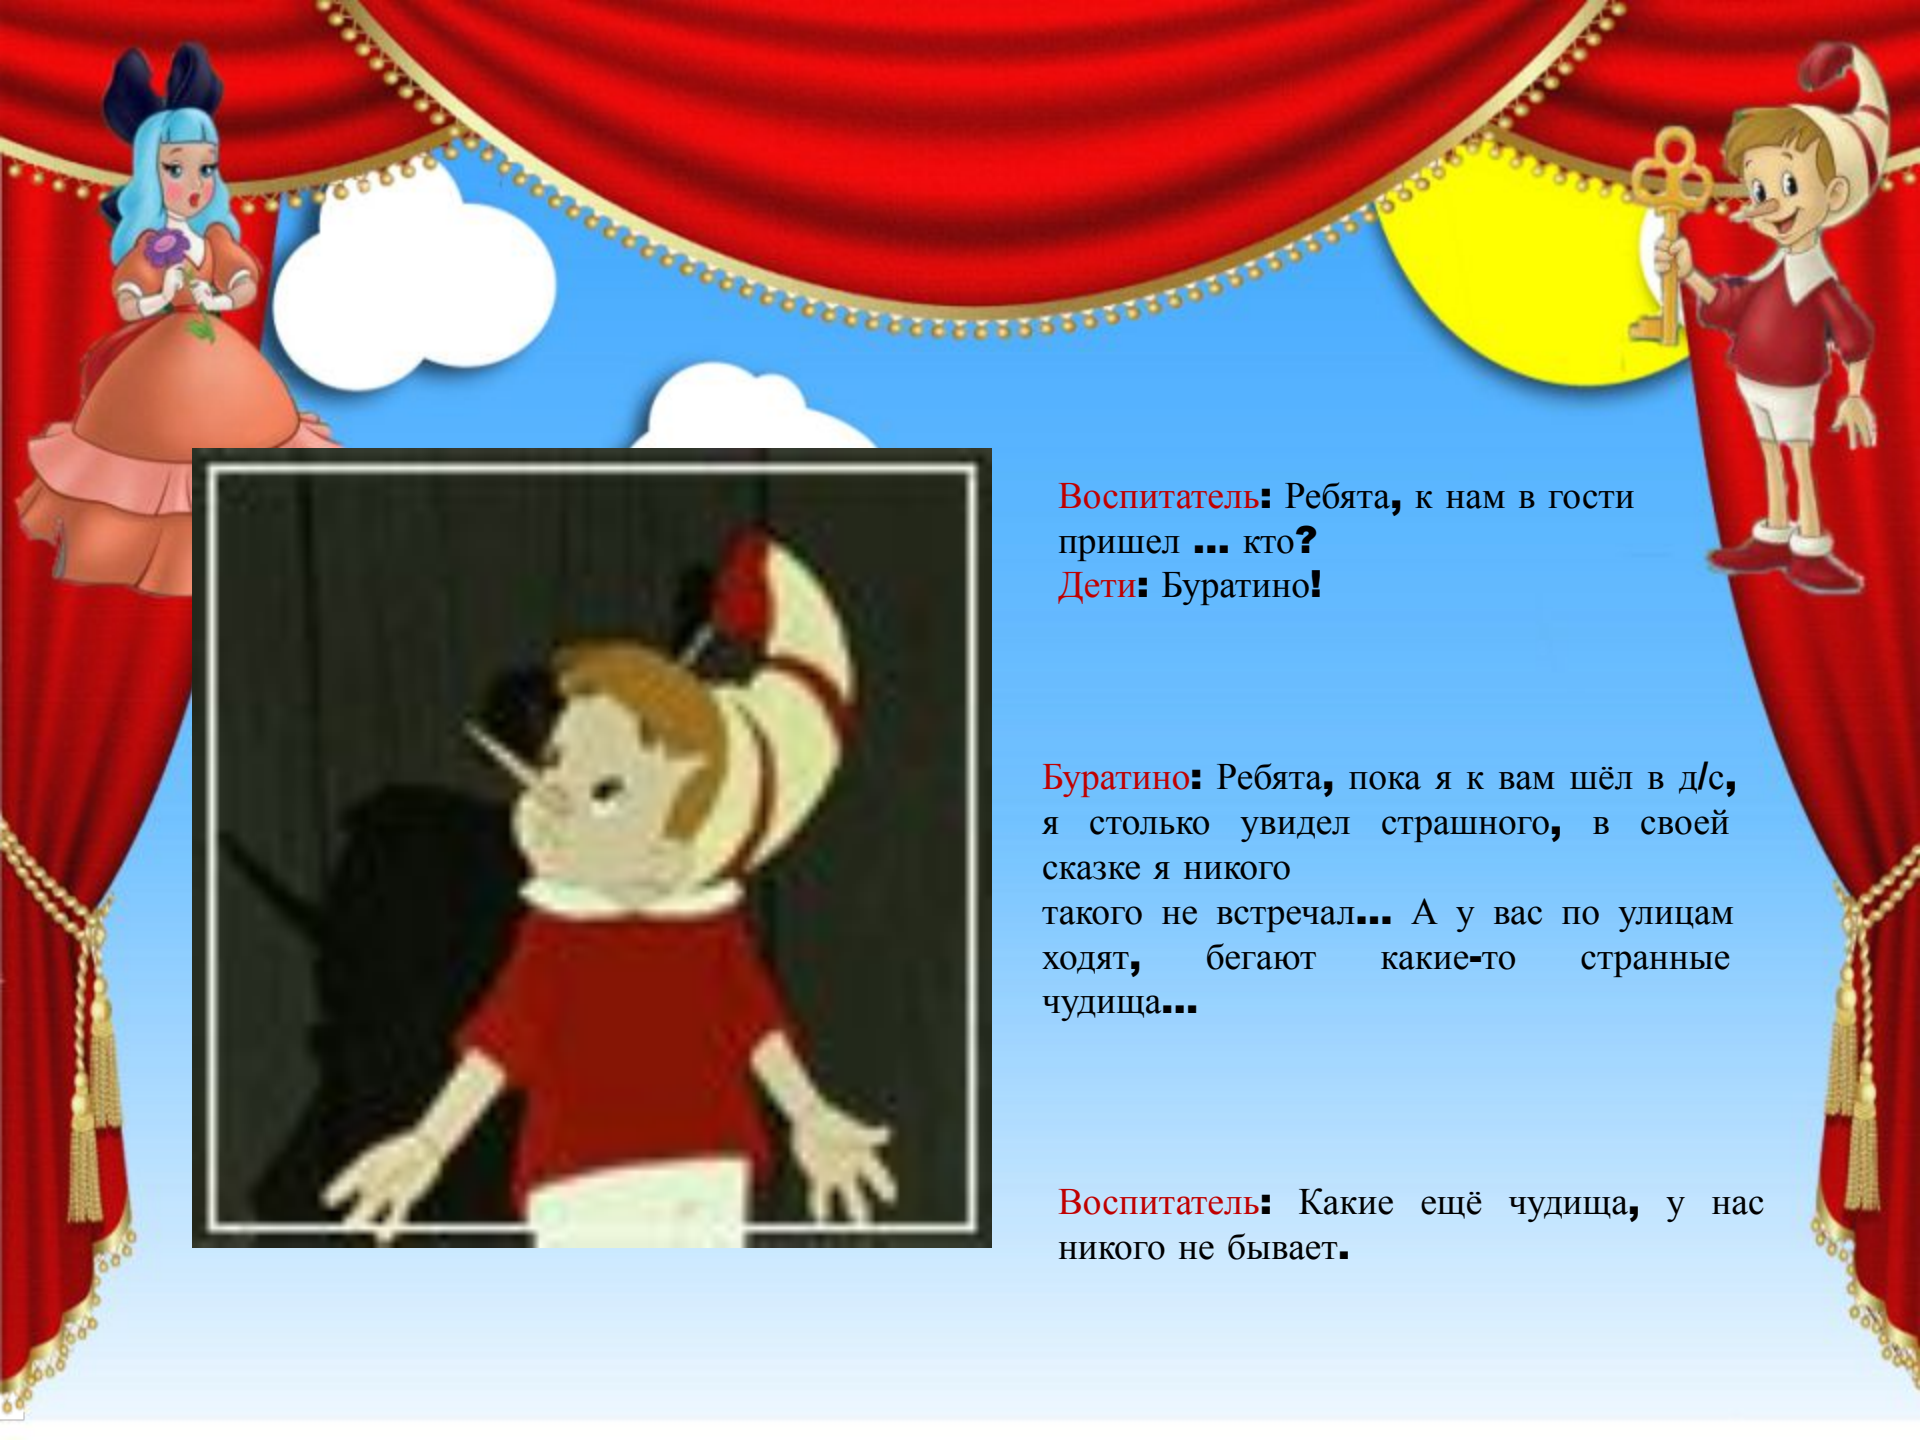 Воспитатель: Ребята, к нам в гости
пришел ... кто?
Дети: Буратино!
Буратино: Ребята, пока я к вам шёл в д/с,
я столько увидел страшного, в своей
сказке я никого
такого не встречал... А у вас по улицам
ходят, бегают какие-то странные
чудища...
Воспитатель: Какие ещё чудища, у нас
никого не бывает.